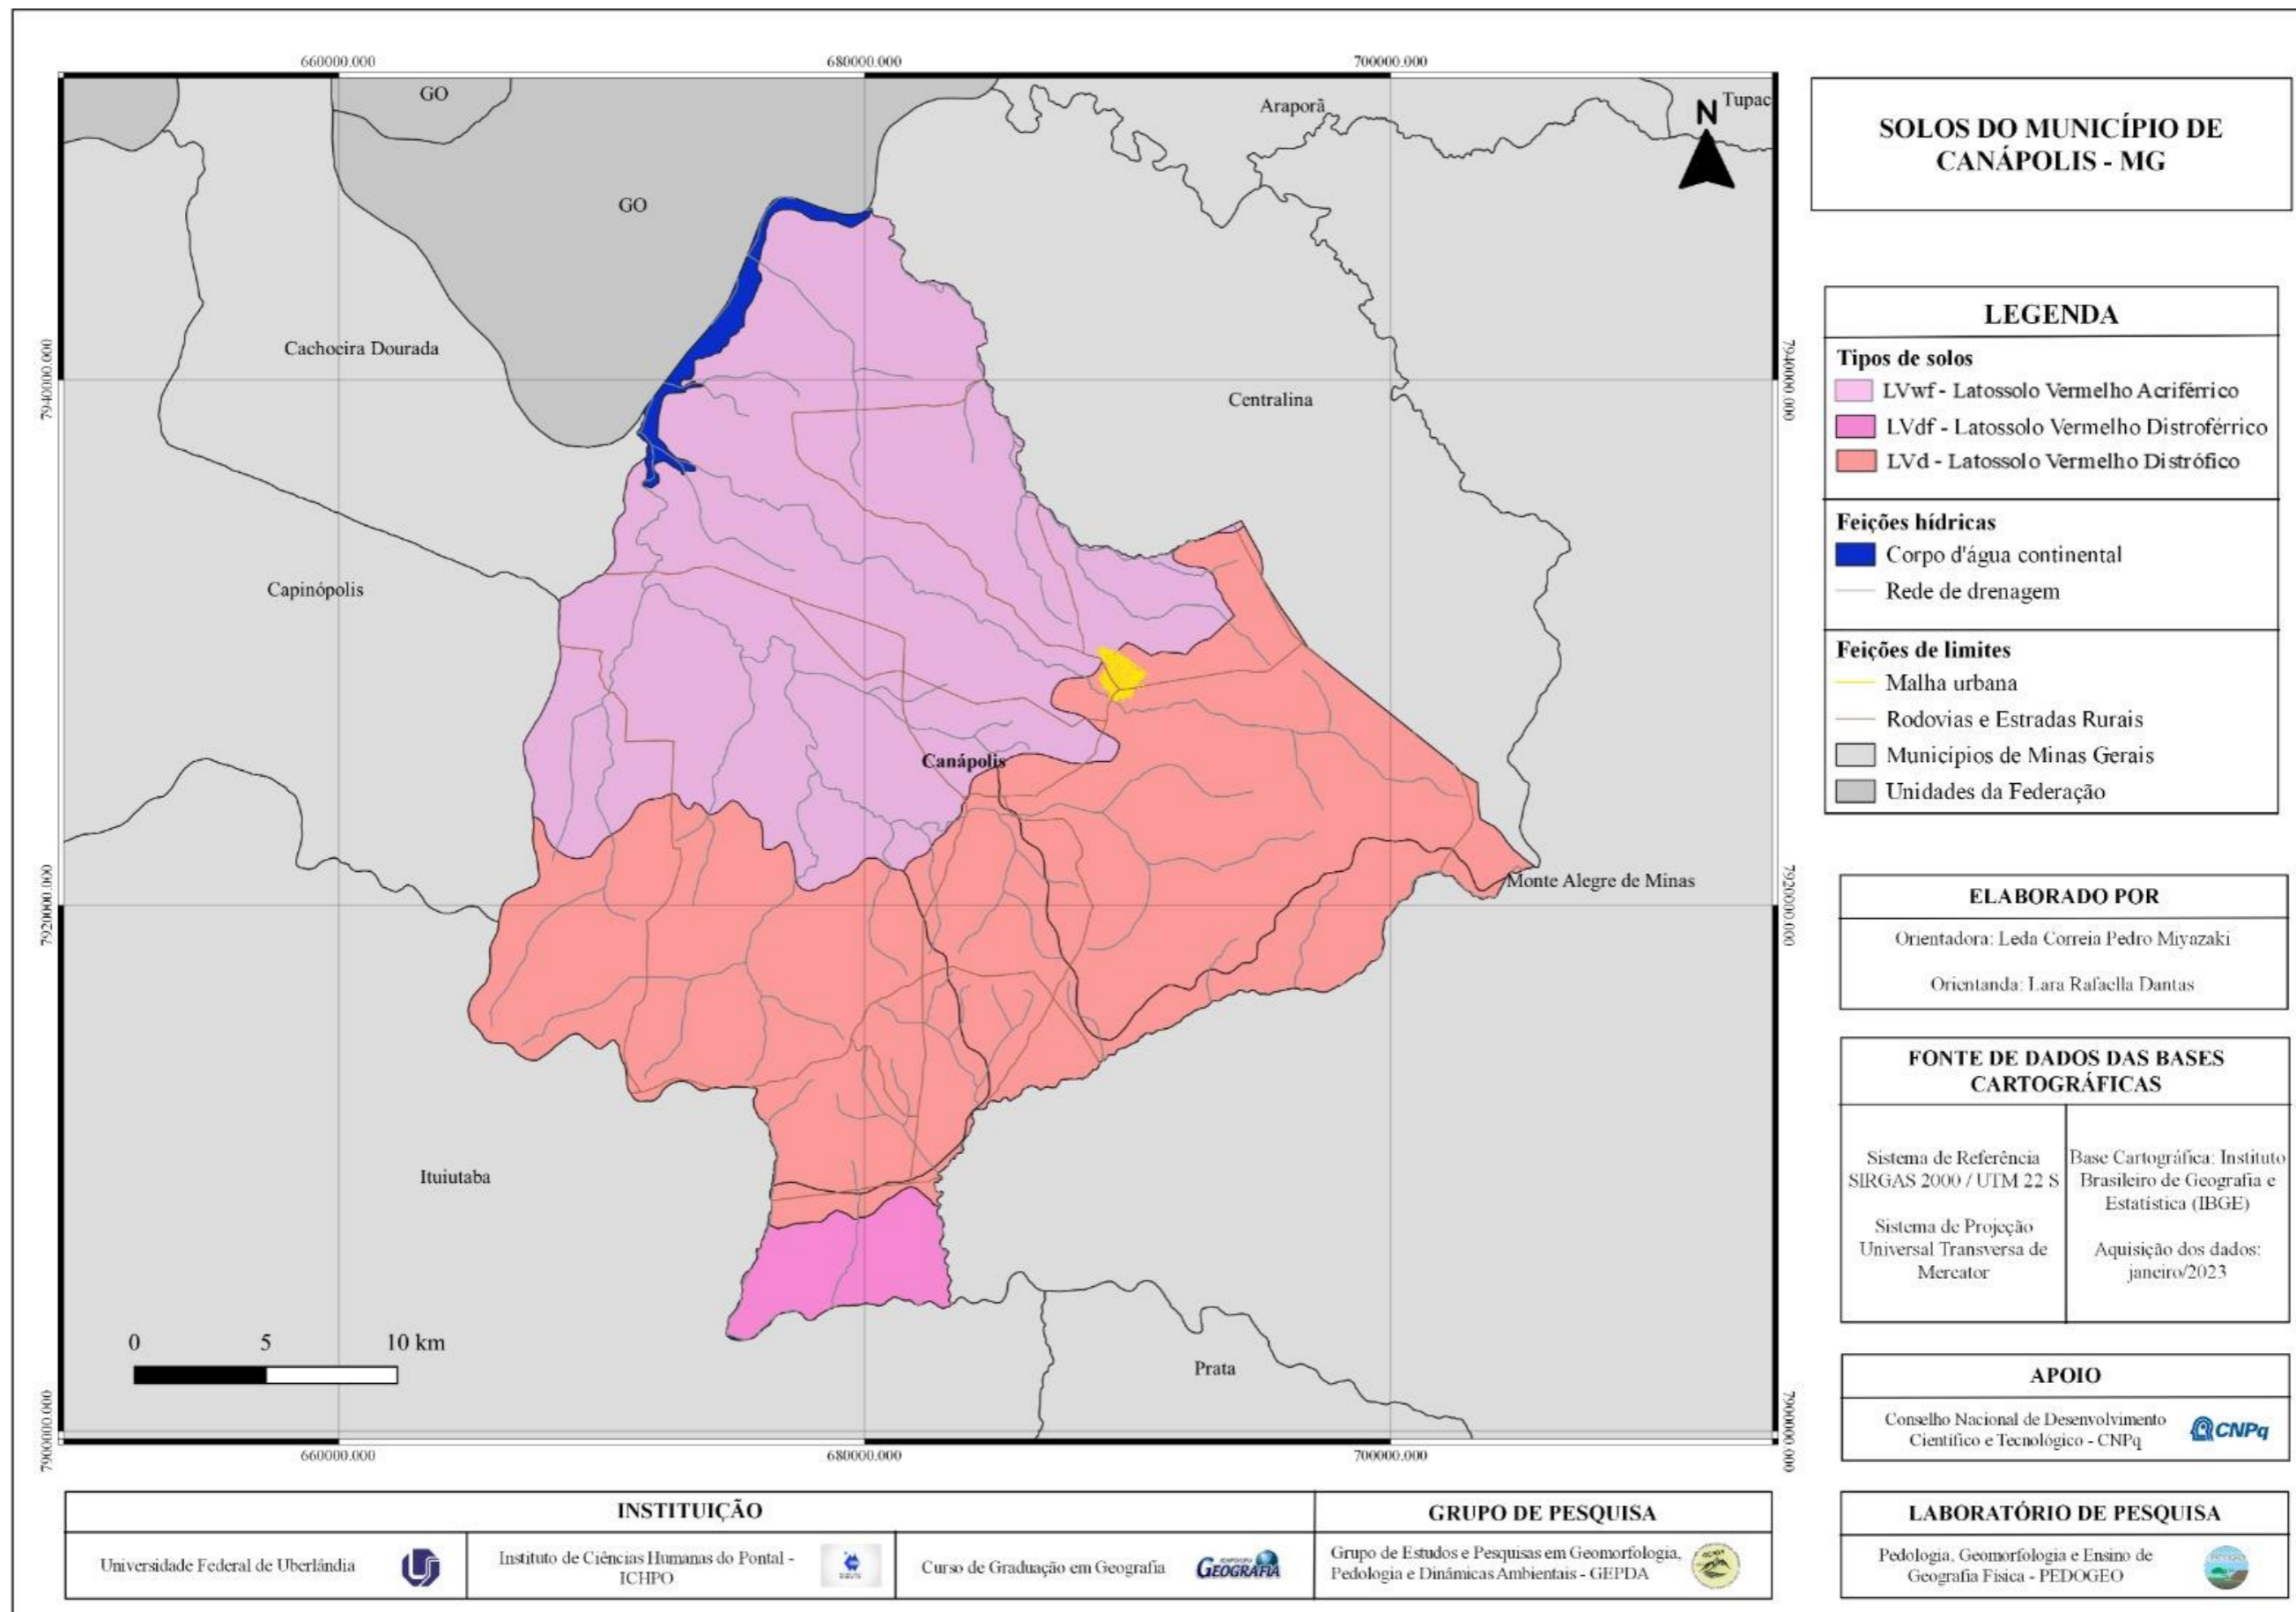 660000.000
680000.000
700000.000
GO
GO
Araporã
Tupac
N
Cachoeira Dourada
Centralina
Capinópolis
Canápolis
Monte Alegre de Minas
Ituiutaba
Prata
7940000.000
7940000.000
7920000.000
7920000.000
7900000.000
7900000.000
0 5 10 km
660000.000
680000.000
700000.000
SOLOS DO MUNICÍPIO DE
CANÁPOLIS - MG
LEGENDA
Tipos de solos
LVwf - Latossolo Vermelho Acriférrico
LVdf - Latossolo Vermelho Distroférrico
LVd - Latossolo Vermelho Distrófico
Feições hídricas
Corpo d'água continental
Rede de drenagem
Feições de limites
Malha urbana
Rodovias e Estradas Rurais
Municípios de Minas Gerais
Unidades da Federação
ELABORADO POR
Orientadora: Leda Correia Pedro Miyazaki
Orientanda: Lara Rafaella Dantas
FONTE DE DADOS DAS BASES
CARTOGRÁFICAS
Sistema de Referência
SIRGAS 2000 / UTM 22 S
Sistema de Projeção
Universal Transversa de
Mercator
Base Cartográfica: Instituto
Brasileiro de Geografia e
Estatística (IBGE)
Aquisição dos dados:
janeiro/2023
APOIO
Conselho Nacional de Desenvolvimento
Científico e Tecnológico - CNPq
CNPq
INSTITUIÇÃO
Universidade Federal de Uberlândia
Instituto de Ciências Humanas do Pontal -
ICHPO
Curso de Graduação em Geografia
GEOGRAFIA
GRUPO DE PESQUISA
Grupo de Estudos e Pesquisas em Geomorfologia,
Pedologia e Dinâmicas Ambientais - GEPDA
LABORATÓRIO DE PESQUISA
Pedologia, Geomorfologia e Ensino de
Geografia Física - PEDOGEO